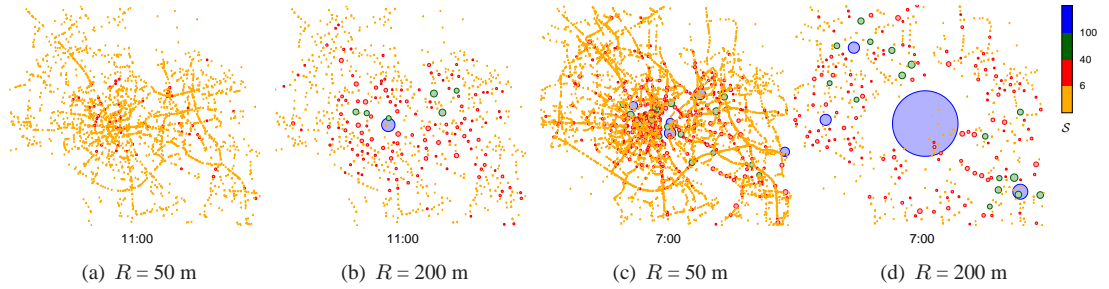 100
40
6
S
11:00
11:00
7:00
7:00
(a) R = 50 m
(b) R = 200 m
(c) R = 50 m
(d) R = 200 m